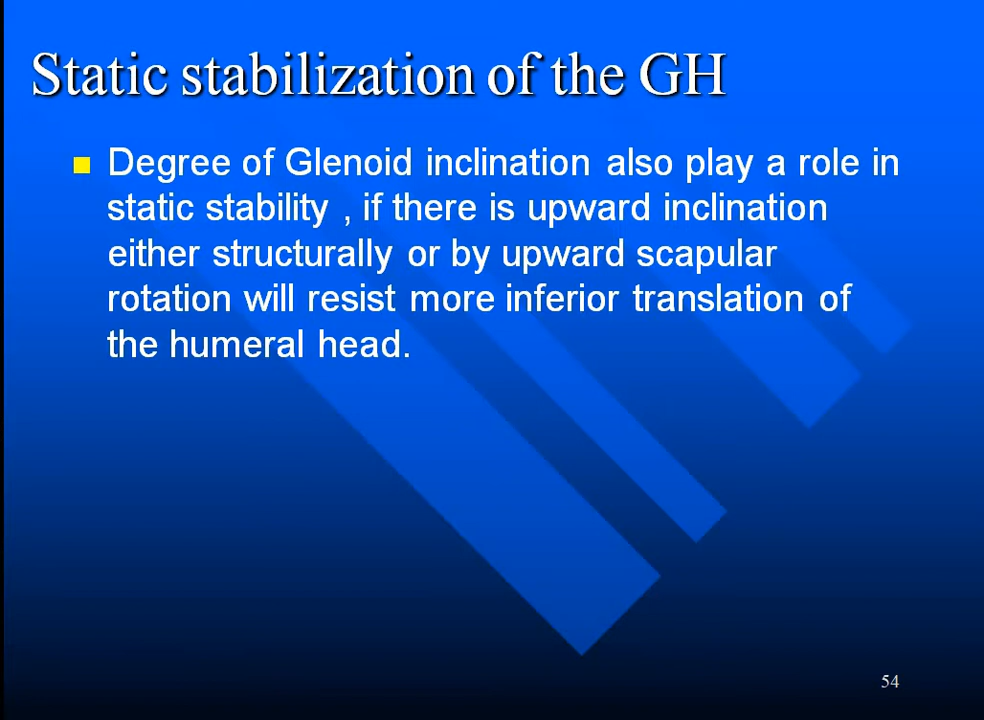 Static stabilization of the GH
Degree of Glenoid inclination also play a role in
static stability , if there is upward inclination
either structurally or by upward scapular
rotation will resist more inferior translation of
the humeral head.
54